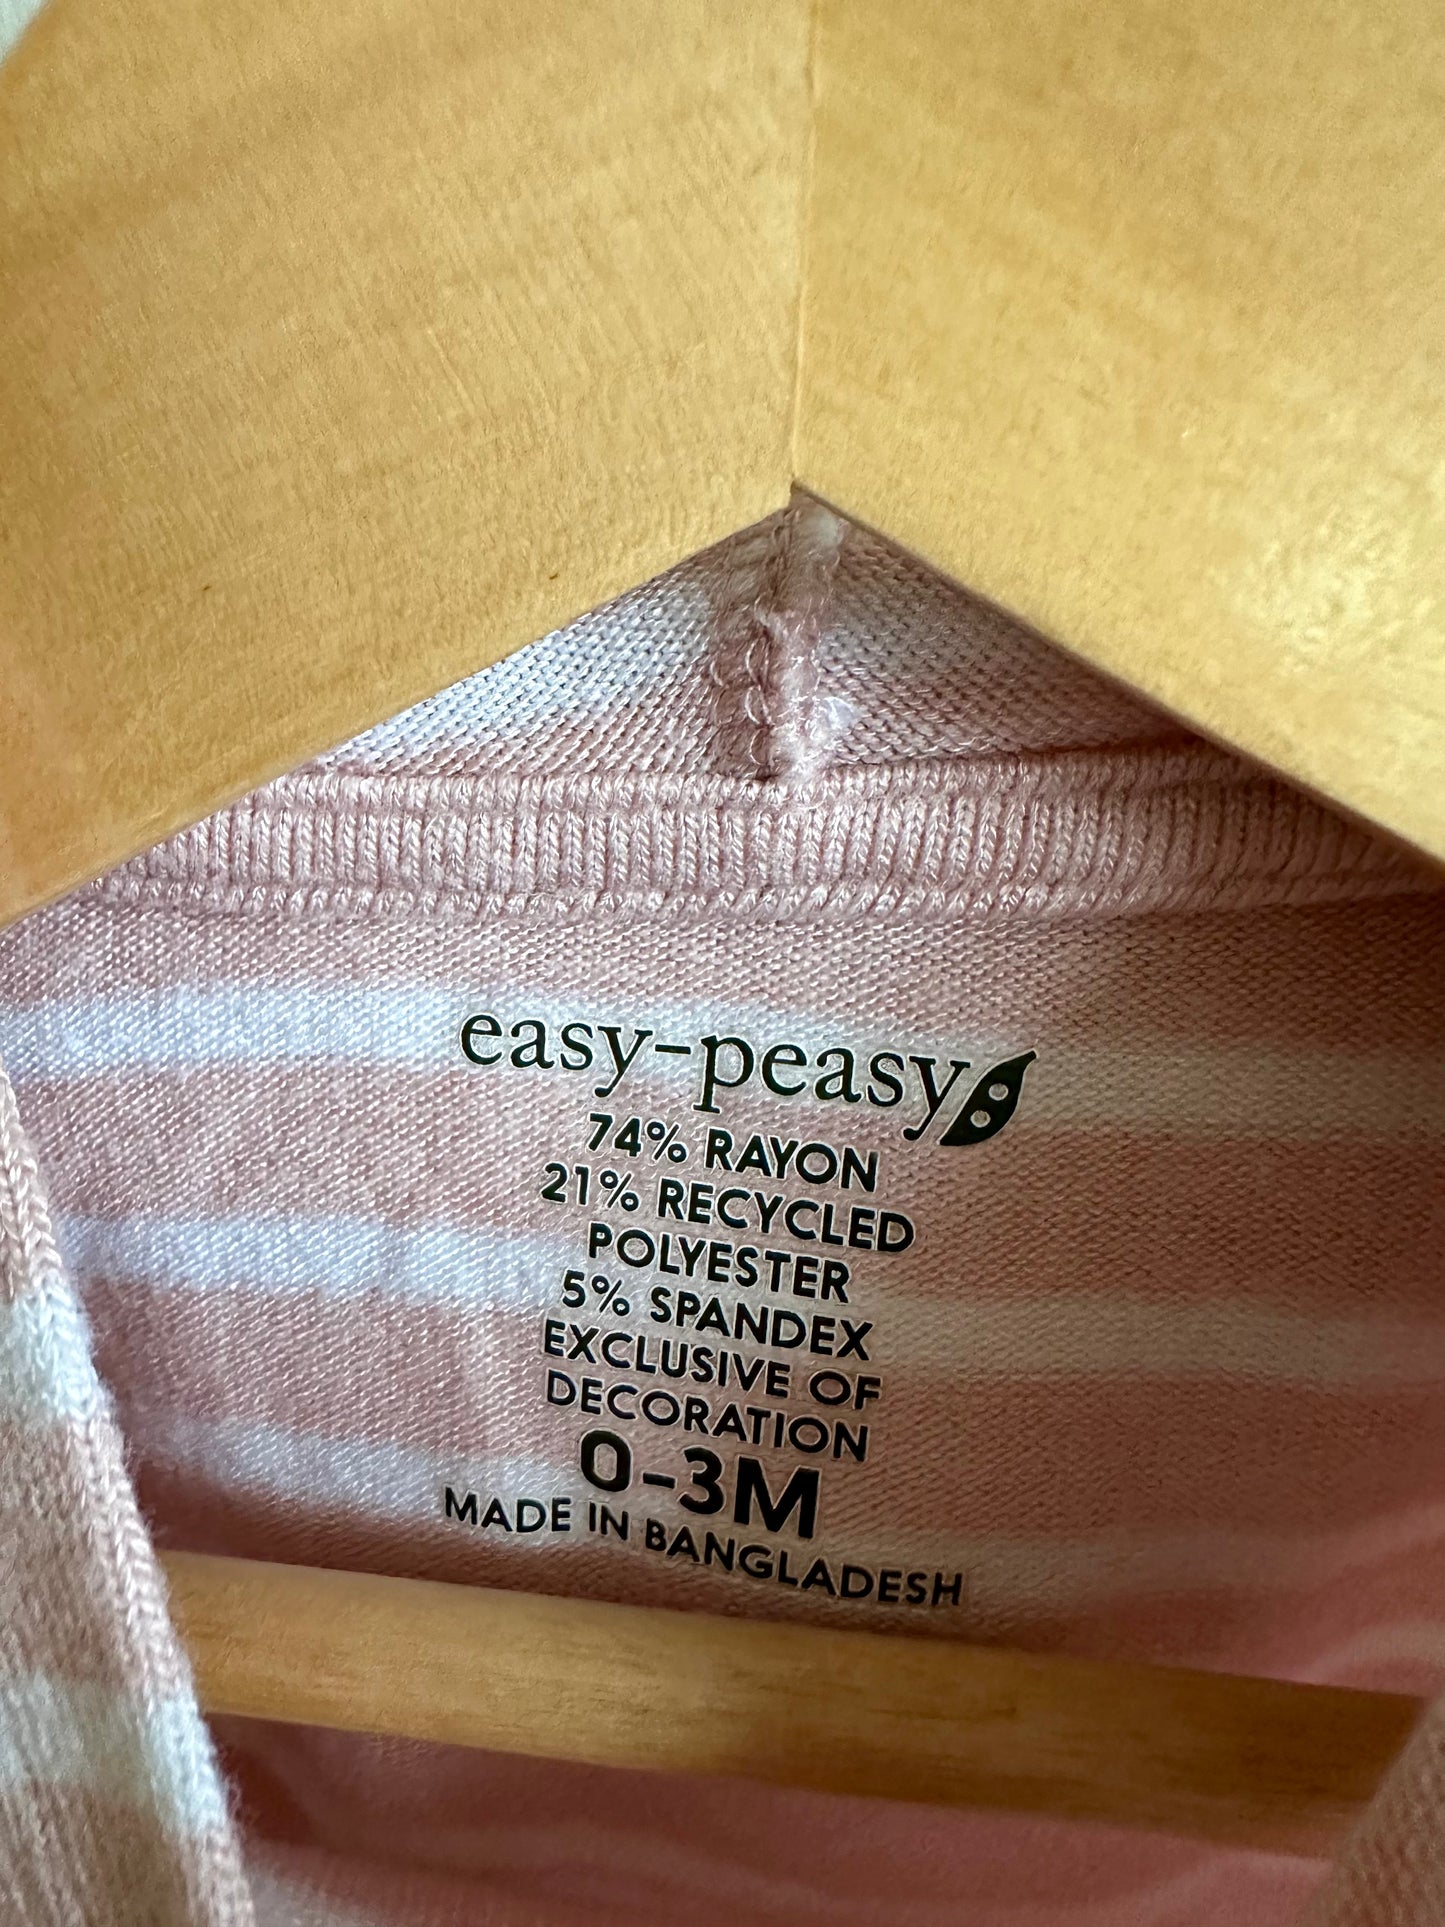 easy-peasy
74% RAYON
21% RECYCLED
POLYESTER
5% SPANDEX
EXCLUSIVE OF
DECORATION
0-3M
MADE IN BANGLADESH